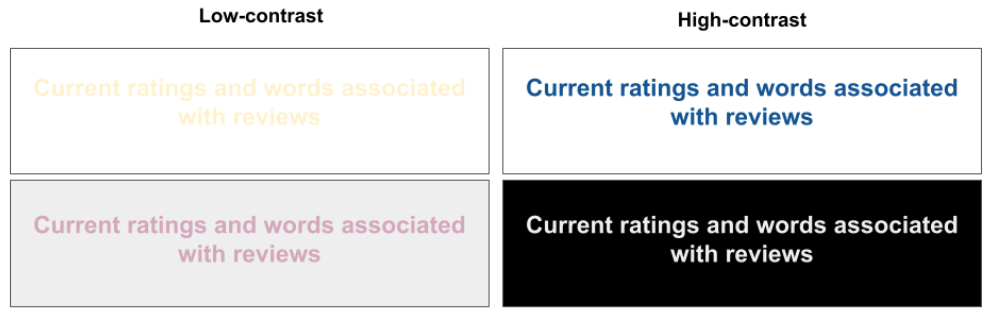 Low-contrast
High-contrast
Current ratings and words associated
with reviews
Current ratings and words associated
with reviews
Current ratings and words associated
with reviews
Current ratings and words associated
with reviews